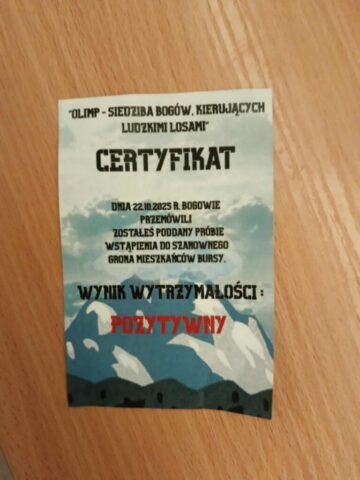 "OLIMP - SIEDZIBA BOGÓW, KIERUJĄCYCH
LUDZKIMI LOSAMI"
CERTYFIKAT
DNIA 22.10.2025 R. BOGOWIE
PRZEMÓWILI
ZOSTAŁEŚ PODDANY PRÓBIE
WSTĄPIENIA DO SZANOWNEGO
GRONA MIESZKAŃCÓW BURSY.
WYNIK WYTRZYMAŁOŚCI :
POZYTYWNY